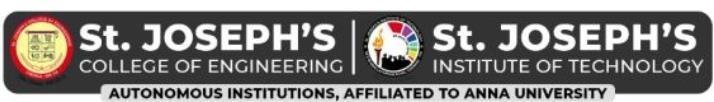 St. JOSEPH'S
COLLEGE OF ENGINEERING
St. JOSEPH'S
INSTITUTE OF TECHNOLOGY
AUTONOMOUS INSTITUTIONS, AFFILIATED TO ANNA UNIVERSITY